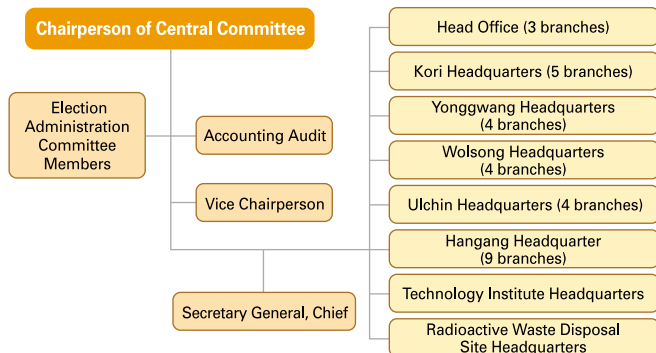 Chairperson of Central Committee
Election
Administration
Committee
Members
Accounting Audit
Vice Chairperson
Secretary General, Chief
Head Office (3 branches)
Kori Headquarters (5 branches)
Yonggwang Headquarters
(4 branches)
Wolsong Headquarters
(4 branches)
Ulchin Headquarters (4 branches)
Hangang Headquarter
(9 branches)
Technology Institute Headquarters
Radioactive Waste Disposal
Site Headquarters